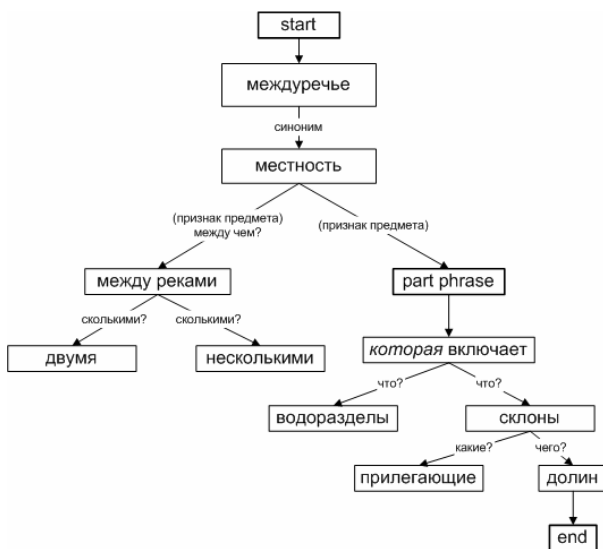 start
междуречье
синоним
местность
(признак предмета)
между чем?
(признак предмета)
между реками
part phrase
сколькими?
сколькими?
двумя
несколькими
которая включает
что?
что?
водоразделы
склоны
какие?
чего?
прилегающие
долин
end